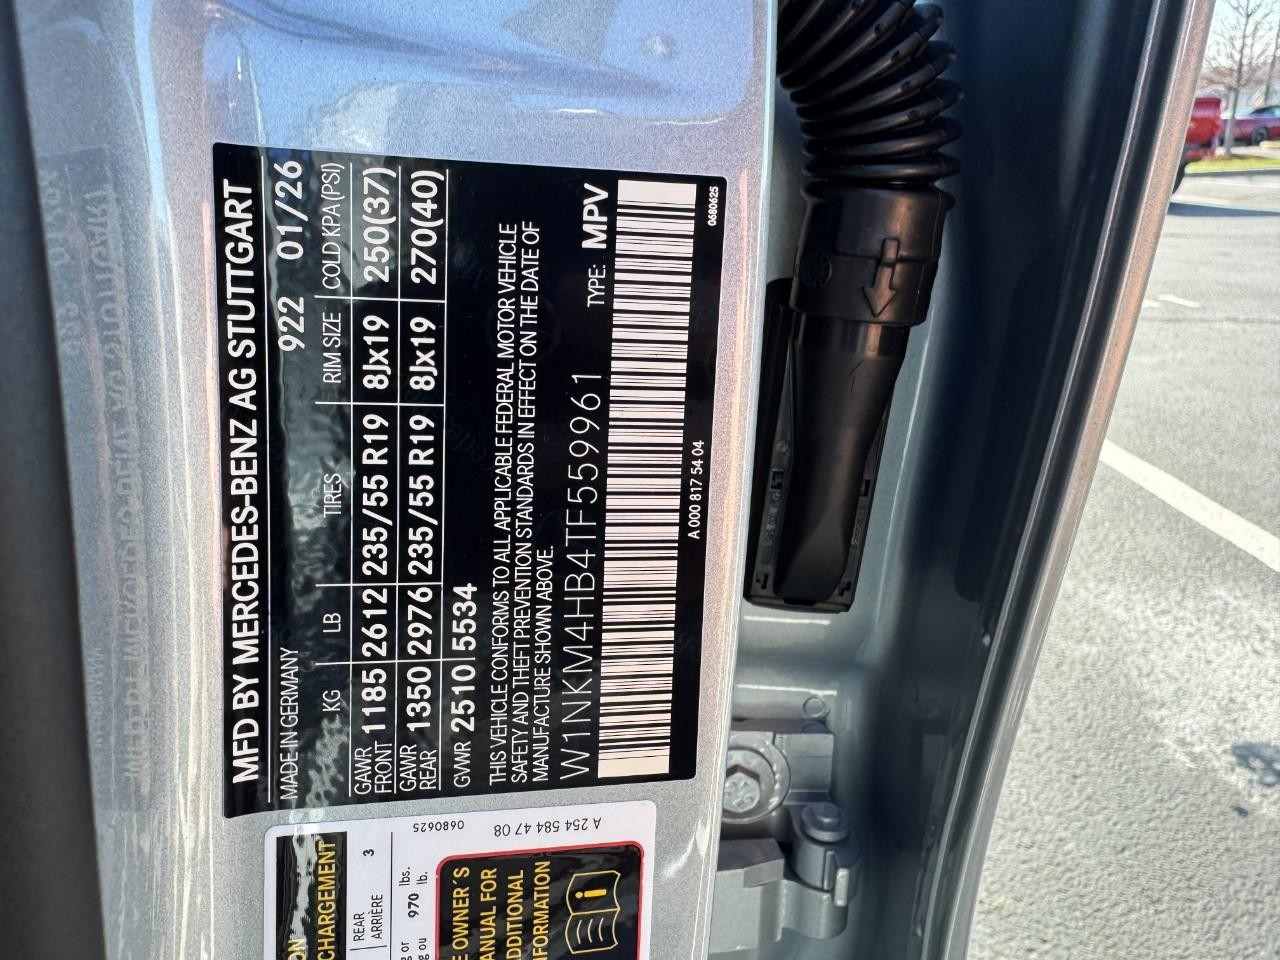 MFD BY MERCEDES-BENZ AG STUTTGART
MADE IN GERMANY 922 01/26
KG LB TIRES RIM SIZE COLD KPA (PSI)
GAWR FRONT 1185 2612 235/55 R19 8Jx19 250(37)
GAWR REAR 1350 2976 235/55 R19 8Jx19 270(40)
GVWR 2510 5534
THIS VEHICLE CONFORMS TO ALL APPLICABLE FEDERAL MOTOR VEHICLE
SAFETY AND THEFT PREVENTION STANDARDS IN EFFECT ON THE DATE OF
MANUFACTURE SHOWN ABOVE.
W1NKM4HB4TF559961 TYPE: MPV
A 000 817 54 04
0680625
A 254 584 47 08
0680625
CHARGEMENT
REAR
ARRIÈRE 3
or 970 lbs.
ou lb.
OWNER´S
FOR